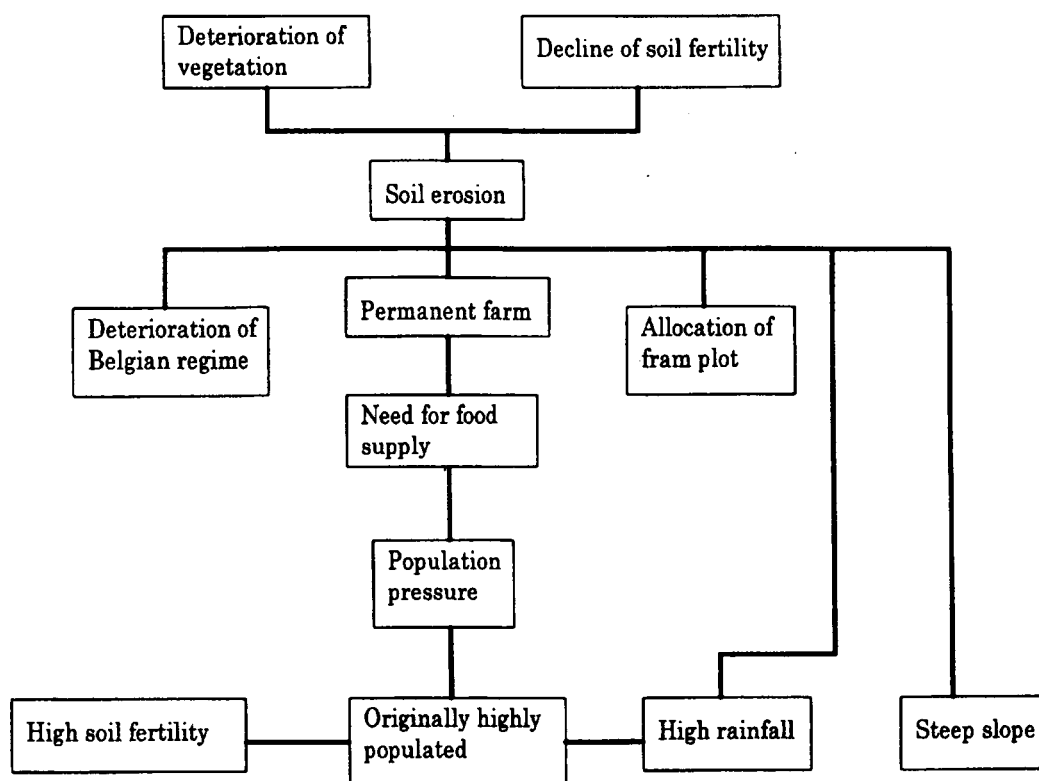 Deterioration of
vegetation
Decline of soil fertility
Soil erosion
Deterioration of
Belgian regime
Permanent farm
Allocation of
fram plot
Need for food
supply
Population
pressure
High soil fertility
Originally highly
populated
High rainfall
Steep slope